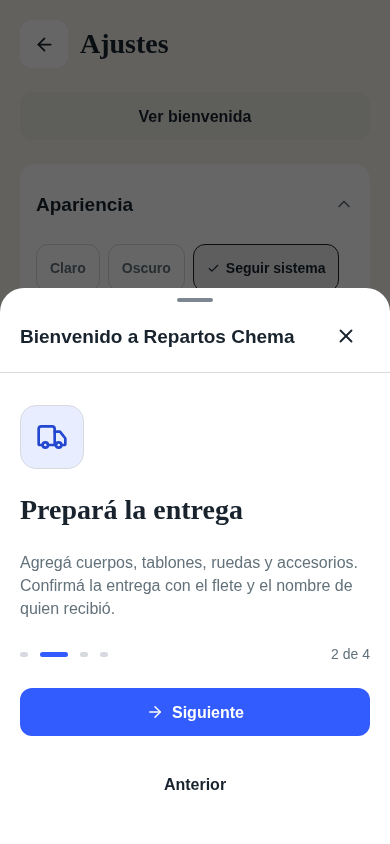 Ajustes
Ver bienvenida
Apariencia
Claro
Oscuro
Seguir sistema
Bienvenido a Repartos Chema
Prepará la entrega
Agregá cuerpos, tablones, ruedas y accesorios.
Confirmá la entrega con el flete y el nombre de
quien recibió.
2 de 4
Siguiente
Anterior